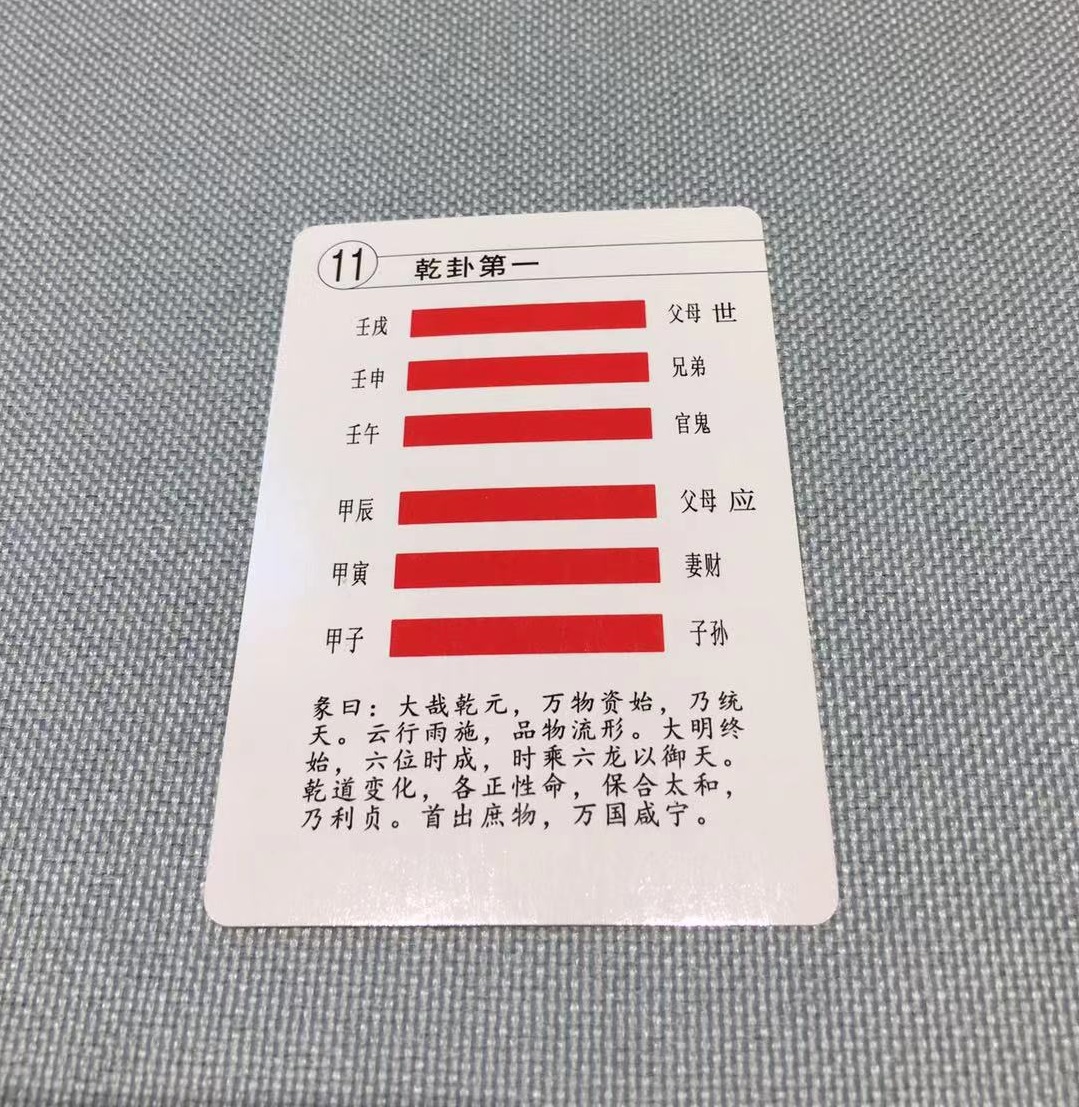 11 乾卦第一
壬戌 父母 世
壬申 兄弟
壬午 官鬼
甲辰 父母 应
甲寅 妻财
甲子 子孙
彖曰：大哉乾元，万物资始，乃统
天。云行雨施，品物流形。大明终
始，六位时成，时乘六龙以御天。
乾道变化，各正性命，保合太和，
乃利贞。首出庶物，万国咸宁。